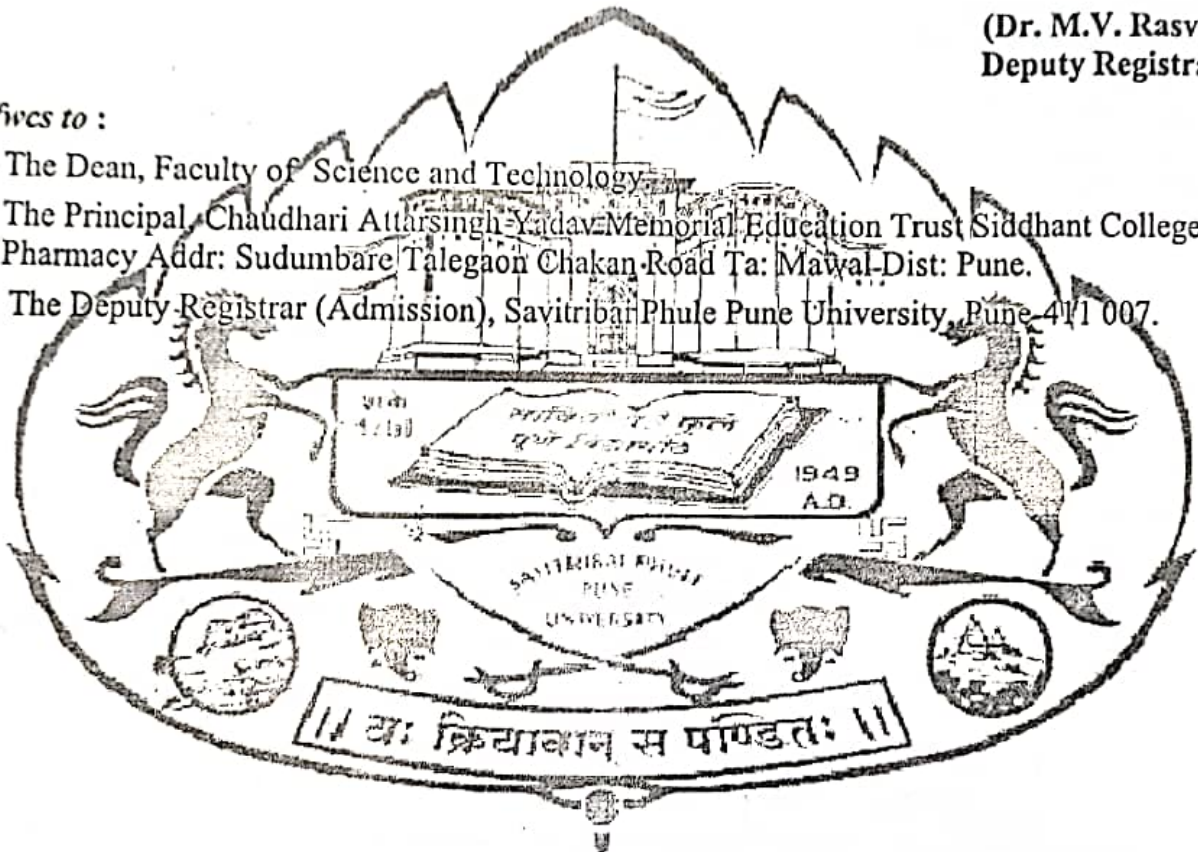 (Dr. M.V. Rasv
Deputy Registra
fwcs to :
The Dean, Faculty of Science and Technology
The Principal, Chaudhari Attarsingh Yadav Memorial Education Trust Siddhant College
Pharmacy Addr: Sudumbare Talegaon Chakan Road Ta: Mawal Dist: Pune.
The Deputy Registrar (Admission), Savitribai Phule Pune University, Pune-411 007.
1949
A.D.
SAVITRIBAI PHULE
PUNE
UNIVERSITY
|| यः क्रियावान् स पण्डितः ||